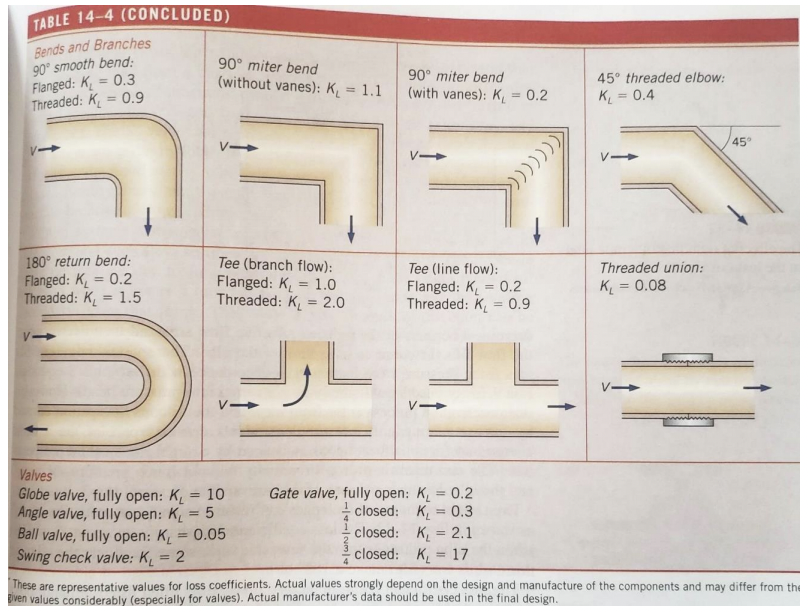 TABLE 14–4 (CONCLUDED)
Bends and Branches
90° smooth bend:
Flanged: K_L = 0.3
Threaded: K_L = 0.9
V
90° miter bend
(without vanes): K_L = 1.1
V
90° miter bend
(with vanes): K_L = 0.2
V
45° threaded elbow:
K_L = 0.4
V
45°
180° return bend:
Flanged: K_L = 0.2
Threaded: K_L = 1.5
V
Tee (branch flow):
Flanged: K_L = 1.0
Threaded: K_L = 2.0
V
Tee (line flow):
Flanged: K_L = 0.2
Threaded: K_L = 0.9
V
Threaded union:
K_L = 0.08
V
Valves
Globe valve, fully open: K_L = 10
Angle valve, fully open: K_L = 5
Ball valve, fully open: K_L = 0.05
Swing check valve: K_L = 2
Gate valve, fully open: K_L = 0.2
1/4 closed: K_L = 0.3
1/2 closed: K_L = 2.1
3/4 closed: K_L = 17
* These are representative values for loss coefficients. Actual values strongly depend on the design and manufacture of the components and may differ from the
given values considerably (especially for valves). Actual manufacturer's data should be used in the final design.